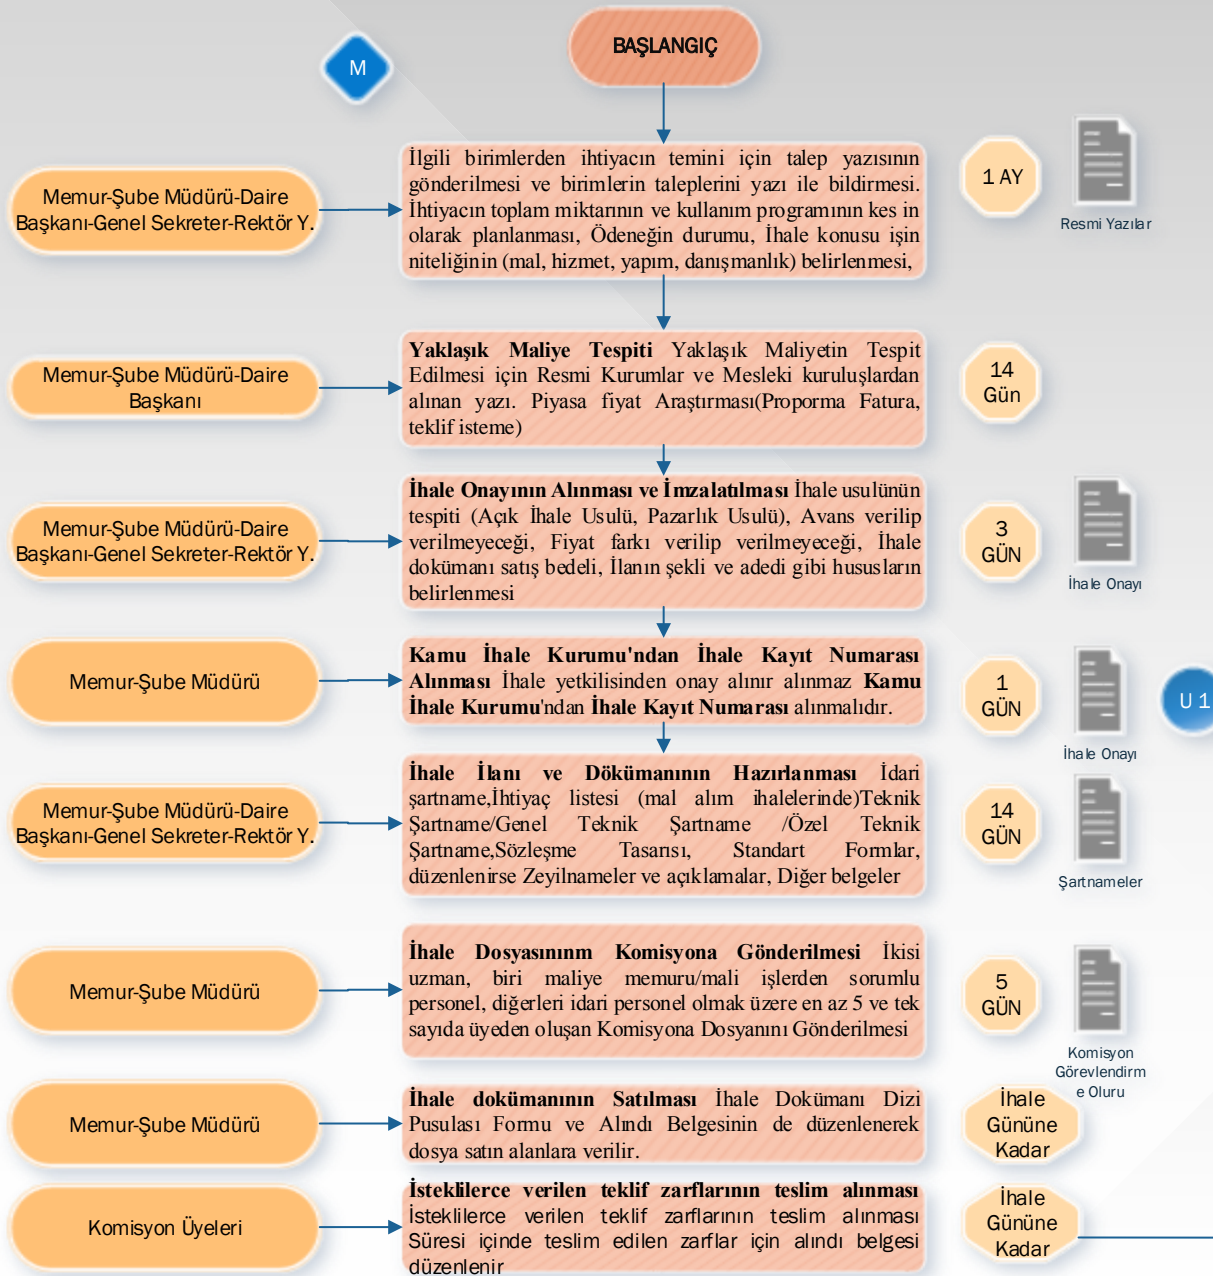 BAŞLANGIÇ
M
Memur-Şube Müdürü-Daire
Başkanı-Genel Sekreter-Rektör Y.
İlgili birimlerden ihtiyacın temini için talep yazısının
gönderilmesi ve birimlerin taleplerini yazı ile bildirmesi.
İhtiyacın toplam miktarının ve kullanım programının kes in
olarak planlanması, Ödeneğin durumu, İhale konusu işin
niteliğinin (mal, hizmet, yapım, danışmanlık) belirlenmesi,
1 AY
Resmi Yazılar
Memur-Şube Müdürü-Daire
Başkanı
Yaklaşık Maliye Tespiti Yaklaşık Maliyetin Tespit
Edilmesi için Resmi Kurumlar ve Mesleki kuruluşlardan
alınan yazı. Piyasa fiyat Araştırması(Proporma Fatura,
teklif isteme)
14
Gün
Memur-Şube Müdürü-Daire
Başkanı-Genel Sekreter-Rektör Y.
İhale Onayının Alınması ve İmzalatılması İhale usulünün
tespiti (Açık İhale Usulü, Pazarlık Usulü), Avans verilip
verilmeyeceği, Fiyat farkı verilip verilmeyeceği, İhale
dokümanı satış bedeli, İlanın şekli ve adedi gibi hususların
belirlenmesi
3
GÜN
İhale Onayı
Memur-Şube Müdürü
Kamu İhale Kurumu'ndan İhale Kayıt Numarası
Alınması İhale yetkilisinden onay alınır alınmaz Kamu
İhale Kurumu'ndan İhale Kayıt Numarası alınmalıdır.
1
GÜN
İhale Onayı
U 1
Memur-Şube Müdürü-Daire
Başkanı-Genel Sekreter-Rektör Y.
İhale İlanı ve Dökümanının Hazırlanması İdari
şartname,İhtiyaç listesi (mal alım ihalelerinde)Teknik
Şartname/Genel Teknik Şartname /Özel Teknik
Şartname,Sözleşme Tasarısı, Standart Formlar,
düzenlenirse Zeyilnameler ve açıklamalar, Diğer belgeler
14
GÜN
Şartnameler
Memur-Şube Müdürü
İhale Dosyasınınm Komisyona Gönderilmesi İkisi
uzman, biri maliye memuru/mali işlerden sorumlu
personel, diğerleri idari personel olmak üzere en az 5 ve tek
sayıda üyeden oluşan Komisyona Dosyanını Gönderilmesi
5
GÜN
Komisyon
Görevlendirm
e Oluru
Memur-Şube Müdürü
İhale dokümanının Satılması İhale Dokümanı Dizi
Pusulası Formu ve Alındı Belgesinin de düzenlenerek
dosya satın alanlara verilir.
İhale
Gününe
Kadar
Komisyon Üyeleri
İsteklilerce verilen teklif zarflarının teslim alınması
İsteklilerce verilen teklif zarflarının teslim alınması
Süresi içinde teslim edilen zarflar için alındı belgesi
düzenlenir
İhale
Gününe
Kadar